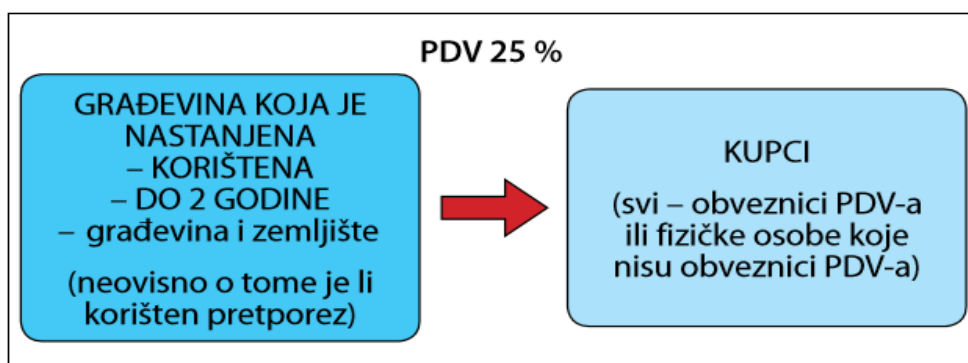 PDV 25 %
GRAĐEVINA KOJA JE
NASTANJENA
– KORIŠTENA
– DO 2 GODINE
– građevina i zemljište
(neovisno o tome je li
korišten pretporez)
KUPCI
(svi – obveznici PDV-a
ili fizičke osobe koje
nisu obveznici PDV-a)